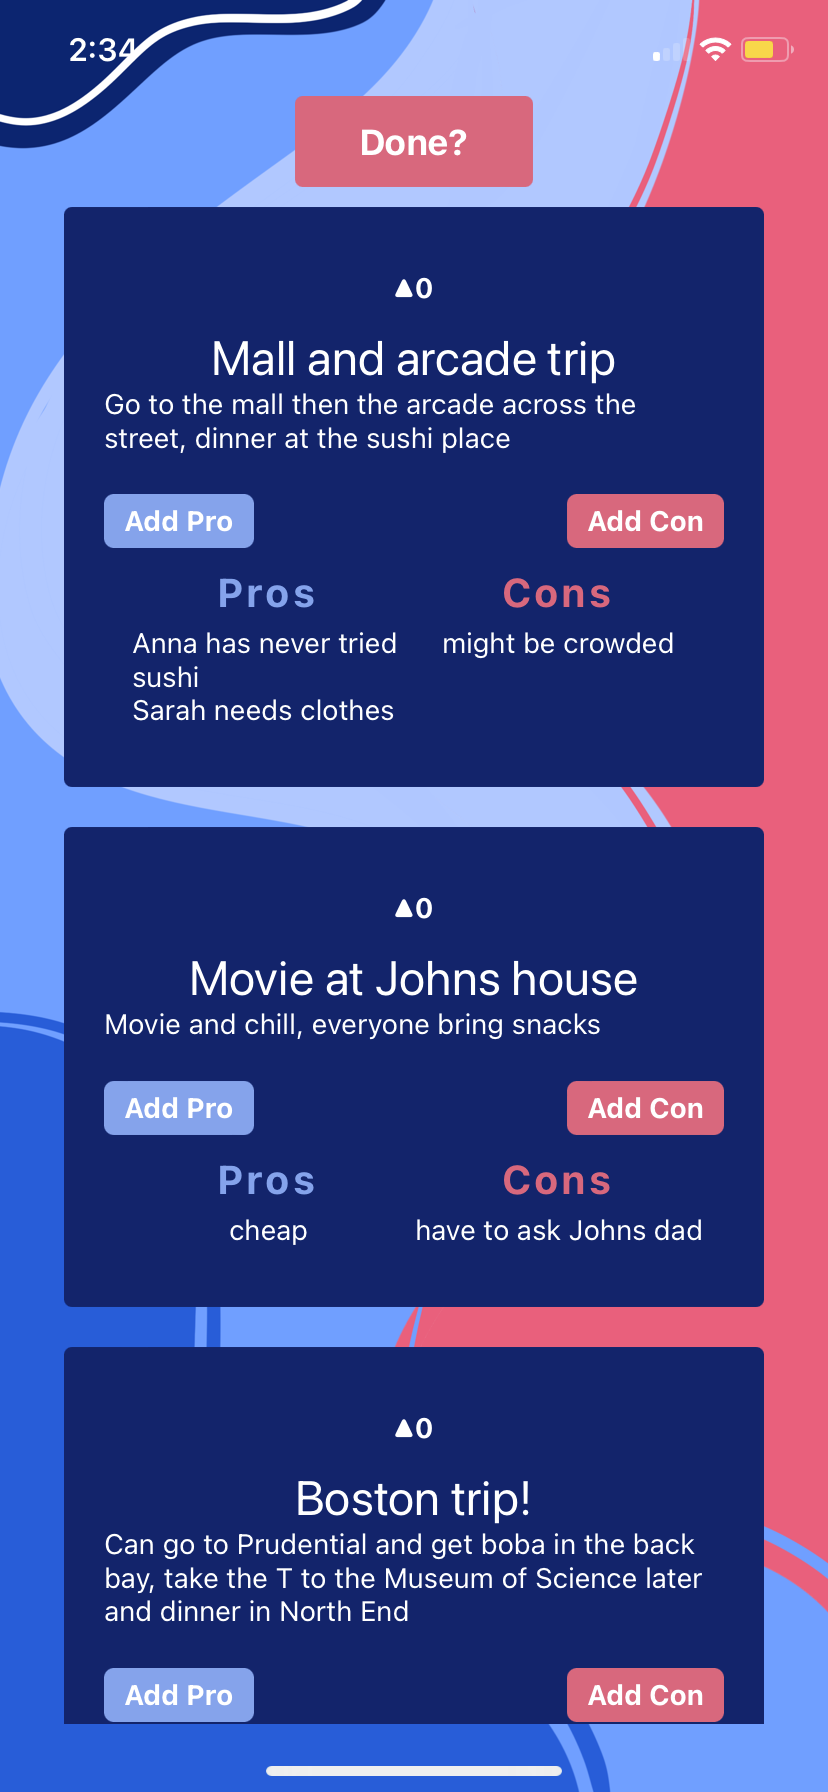 2:34
Done?
▲0
Mall and arcade trip
Go to the mall then the arcade across the
street, dinner at the sushi place
Add Pro
Add Con
Pros
Cons
Anna has never tried
sushi
Sarah needs clothes
might be crowded
▲0
Movie at Johns house
Movie and chill, everyone bring snacks
Add Pro
Add Con
Pros
Cons
cheap
have to ask Johns dad
▲0
Boston trip!
Can go to Prudential and get boba in the back
bay, take the T to the Museum of Science later
and dinner in North End
Add Pro
Add Con